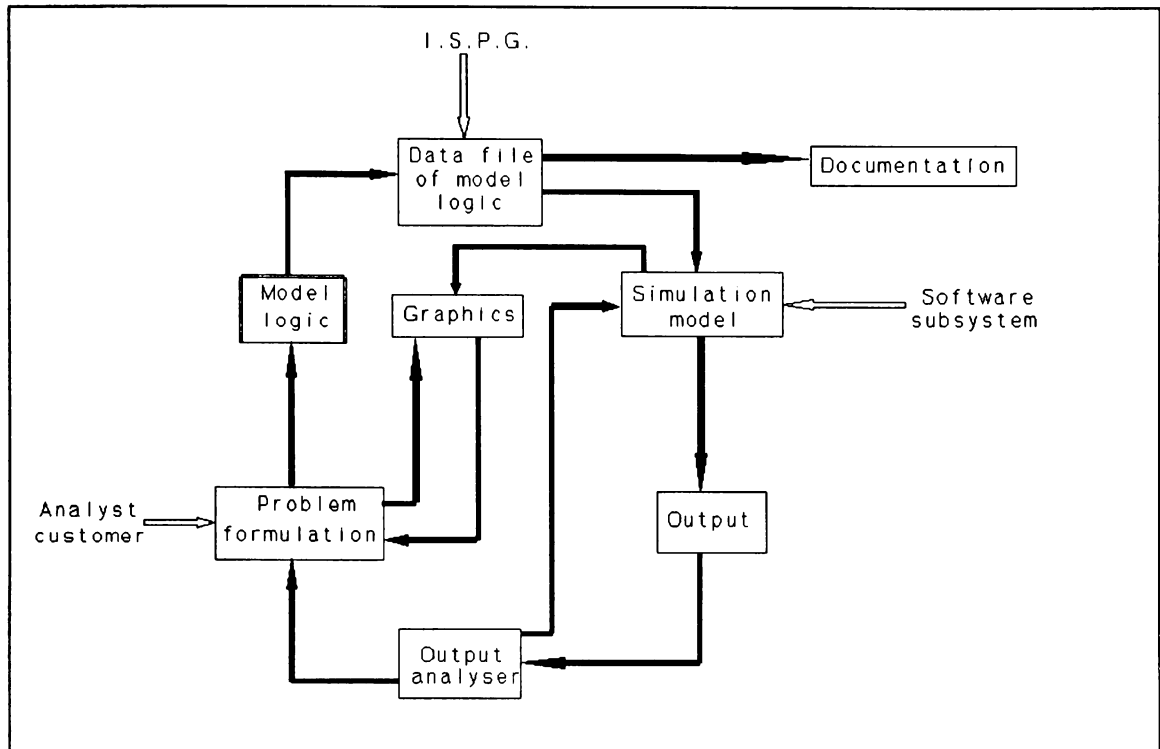 I.S.P.G.
Data file
of model
logic
Documentation
Model
logic
Graphics
Simulation
model
Software
subsystem
Problem
formulation
Analyst
customer
Output
Output
analyser